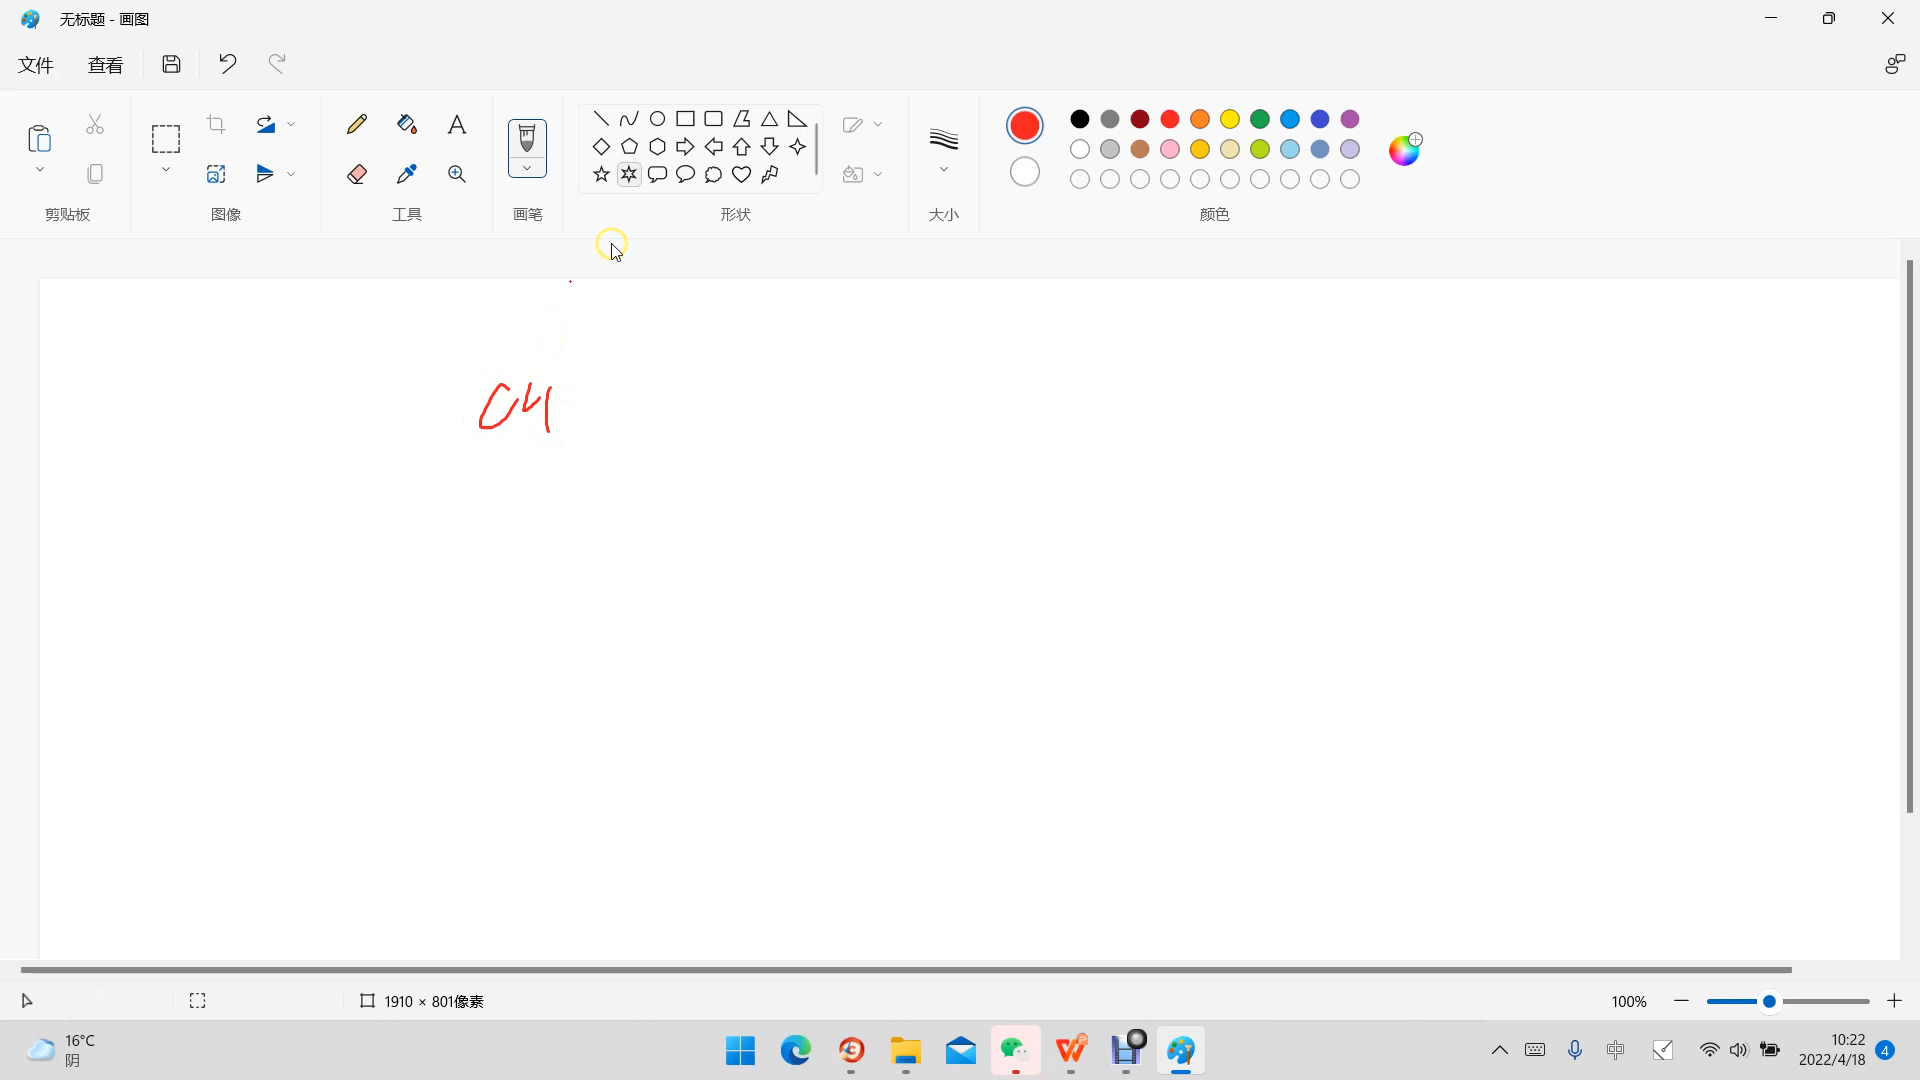 无标题 - 画图
文件 查看
剪贴板 图像 工具 画笔 形状 大小 颜色
04
1910 × 801像素 100%
16°C
阴
中
10:22
2022/4/18 4